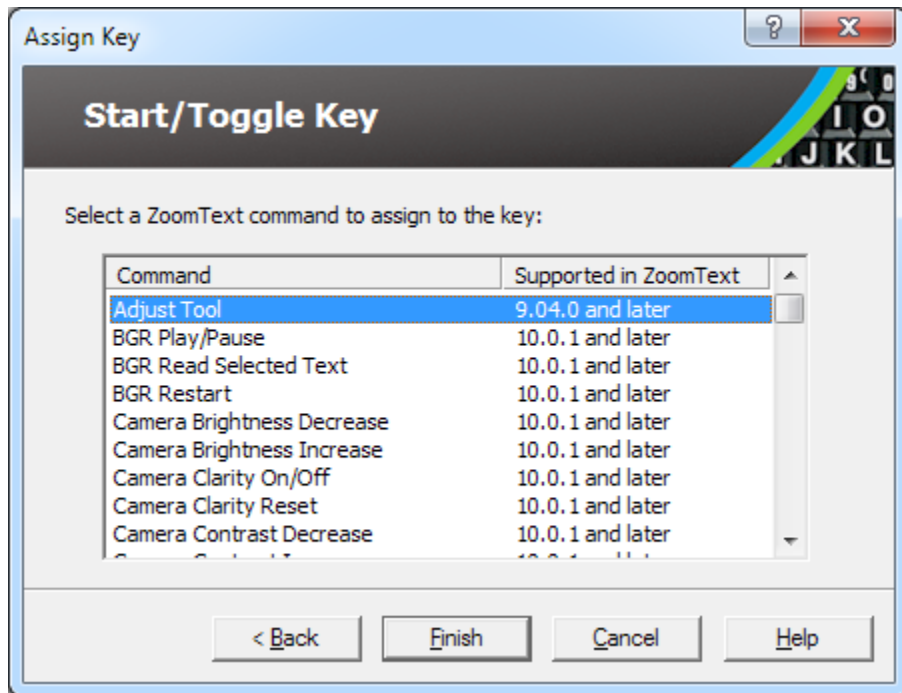 Assign Key
Start/Toggle Key
9 ( 0
I O
J K L
Select a ZoomText command to assign to the key:
Command Supported in ZoomText
Adjust Tool 9.04.0 and later
BGR Play/Pause 10.0.1 and later
BGR Read Selected Text 10.0.1 and later
BGR Restart 10.0.1 and later
Camera Brightness Decrease 10.0.1 and later
Camera Brightness Increase 10.0.1 and later
Camera Clarity On/Off 10.0.1 and later
Camera Clarity Reset 10.0.1 and later
Camera Contrast Decrease 10.0.1 and later
< Back Finish Cancel Help